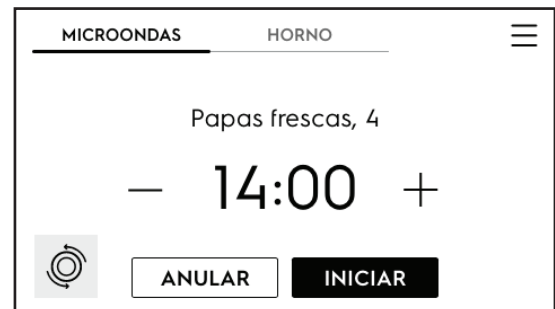 MICROONDAS HORNO
Papas frescas, 4
14:00
ANULAR INICIAR